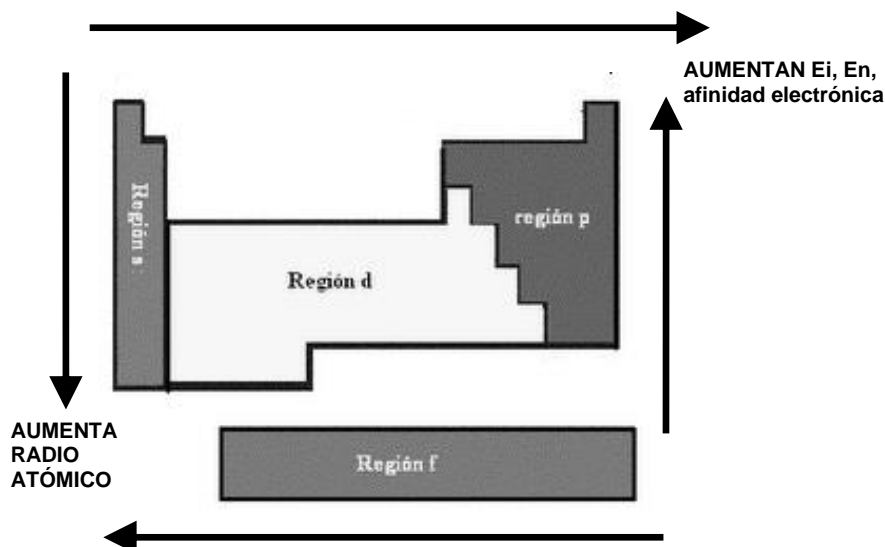 AUMENTAN Ei, En,
afinidad electrónica
Región s
región p
Región d
AUMENTA
RADIO
ATÓMICO
Región f